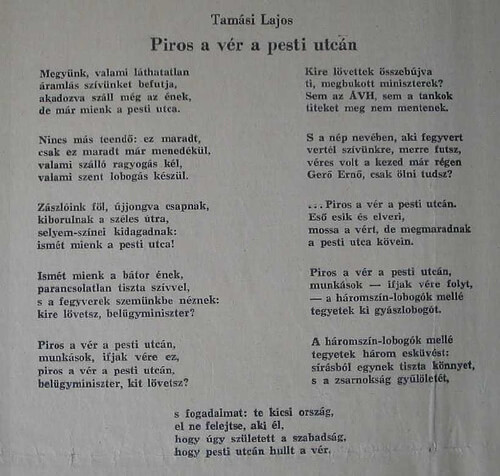 Tamási Lajos
Piros a vér a pesti utcán
Megyünk, valami láthatatlan
áramlás szívünket befutja,
akadozva száll még az ének,
de már mienk a pesti utca.
Nincs más teendő: ez maradt,
csak ez maradt már menedékül,
valami szálló ragyogás kél,
valami szent lobogás készül.
Zászlóink föl, újjongva csapnak,
kiborulnak a széles útra,
selyem-színei kidagadnak:
ismét mienk a pesti utca!
Ismét mienk a bátor ének,
parancsolatlan tiszta szívvel,
s a fegyverek szemünkbe néznek:
kire lövetsz, belügyminiszter?
Piros a vér a pesti utcán,
munkások, ifjak vére ez,
piros a vér a pesti utcán,
belügyminiszter, kit lövetsz?
Kire lövettek összebújva
ti, megbukott miniszterek?
Sem az ÁVH, sem a tankok
titeket meg nem mentenek.
S a nép nevében, aki fegyvert
vertél szívünkre, merre futsz,
véres volt a kezed már régen
Gerő Ernő, csak ölni tudsz?
...Piros a vér a pesti utcán.
Eső esik és elveri,
mossa a vért, de megmaradnak
a pesti utca kövein.
Piros a vér a pesti utcán,
munkások — ifjak vére folyt,
— a háromszín-lobogók mellé
tegyetek ki gyászlobogót.
A háromszín-lobogók mellé
tegyetek három esküvést:
sírásból egynek tiszta könnyet,
s a zsarnokság gyűlöletét,
s fogadalmat: te kicsi ország,
el ne felejtse, aki él,
hogy úgy született a szabadság,
hogy pesti utcán hullt a vér.